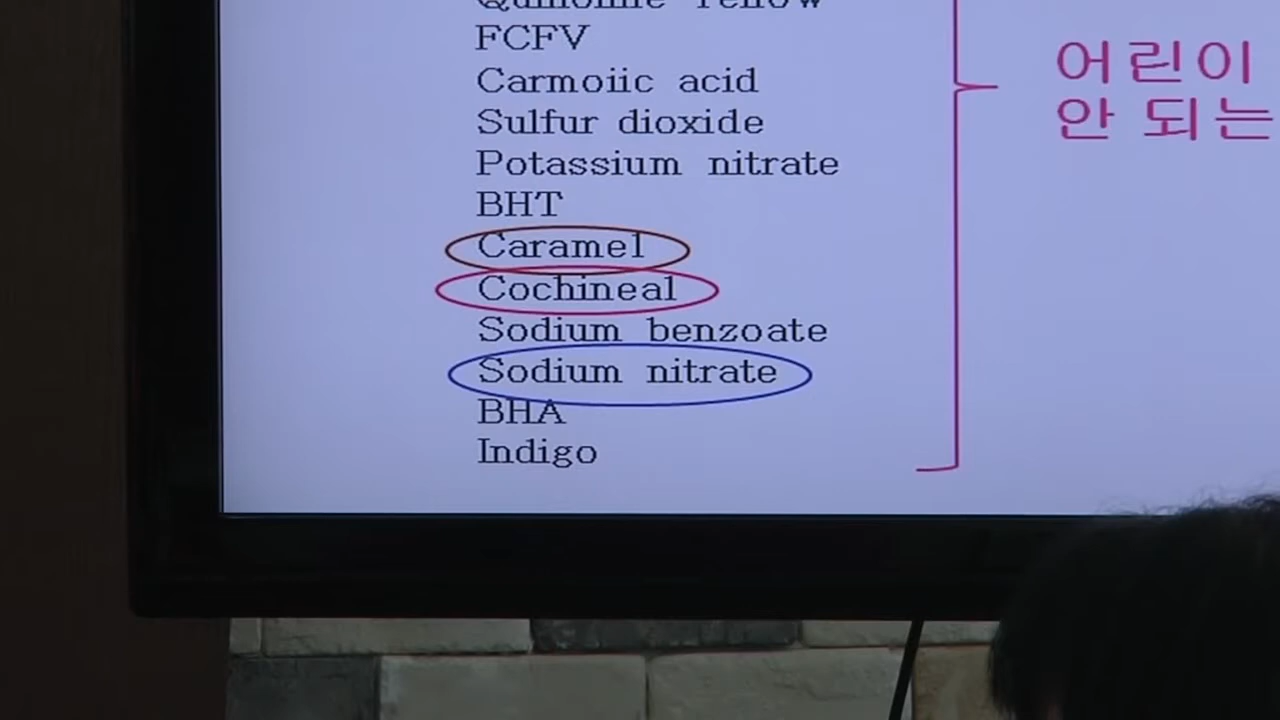 FCFV
Carmoiic acid
Sulfur dioxide
Potassium nitrate
BHT
Caramel
Cochineal
Sodium benzoate
Sodium nitrate
BHA
Indigo
어린이
안 되는